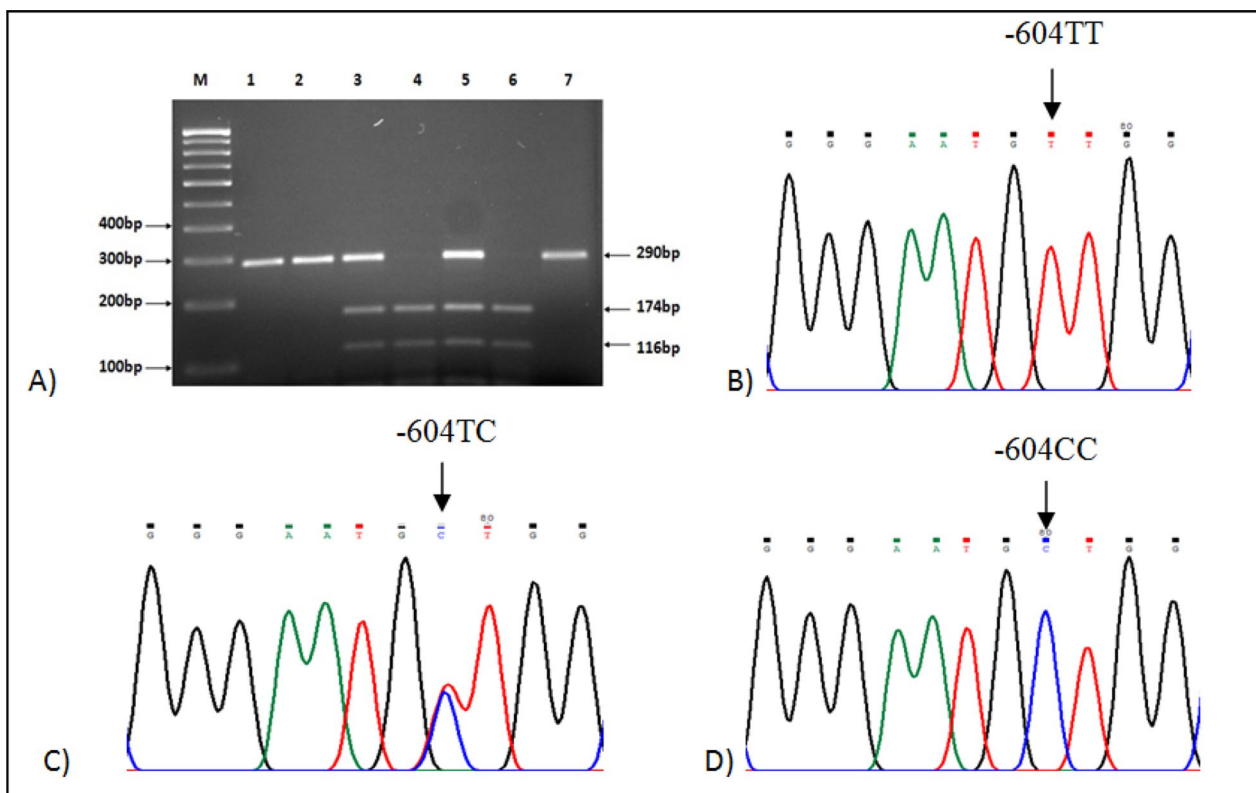 M 1 2 3 4 5 6 7
400bp
300bp
200bp
100bp
290bp
174bp
116bp
A)
-604TT
80
G G G A A T G T T G G
B)
-604TC
80
G G G A A T G C T G G
C)
-604CC
80
G G G A A T G C T G G
D)